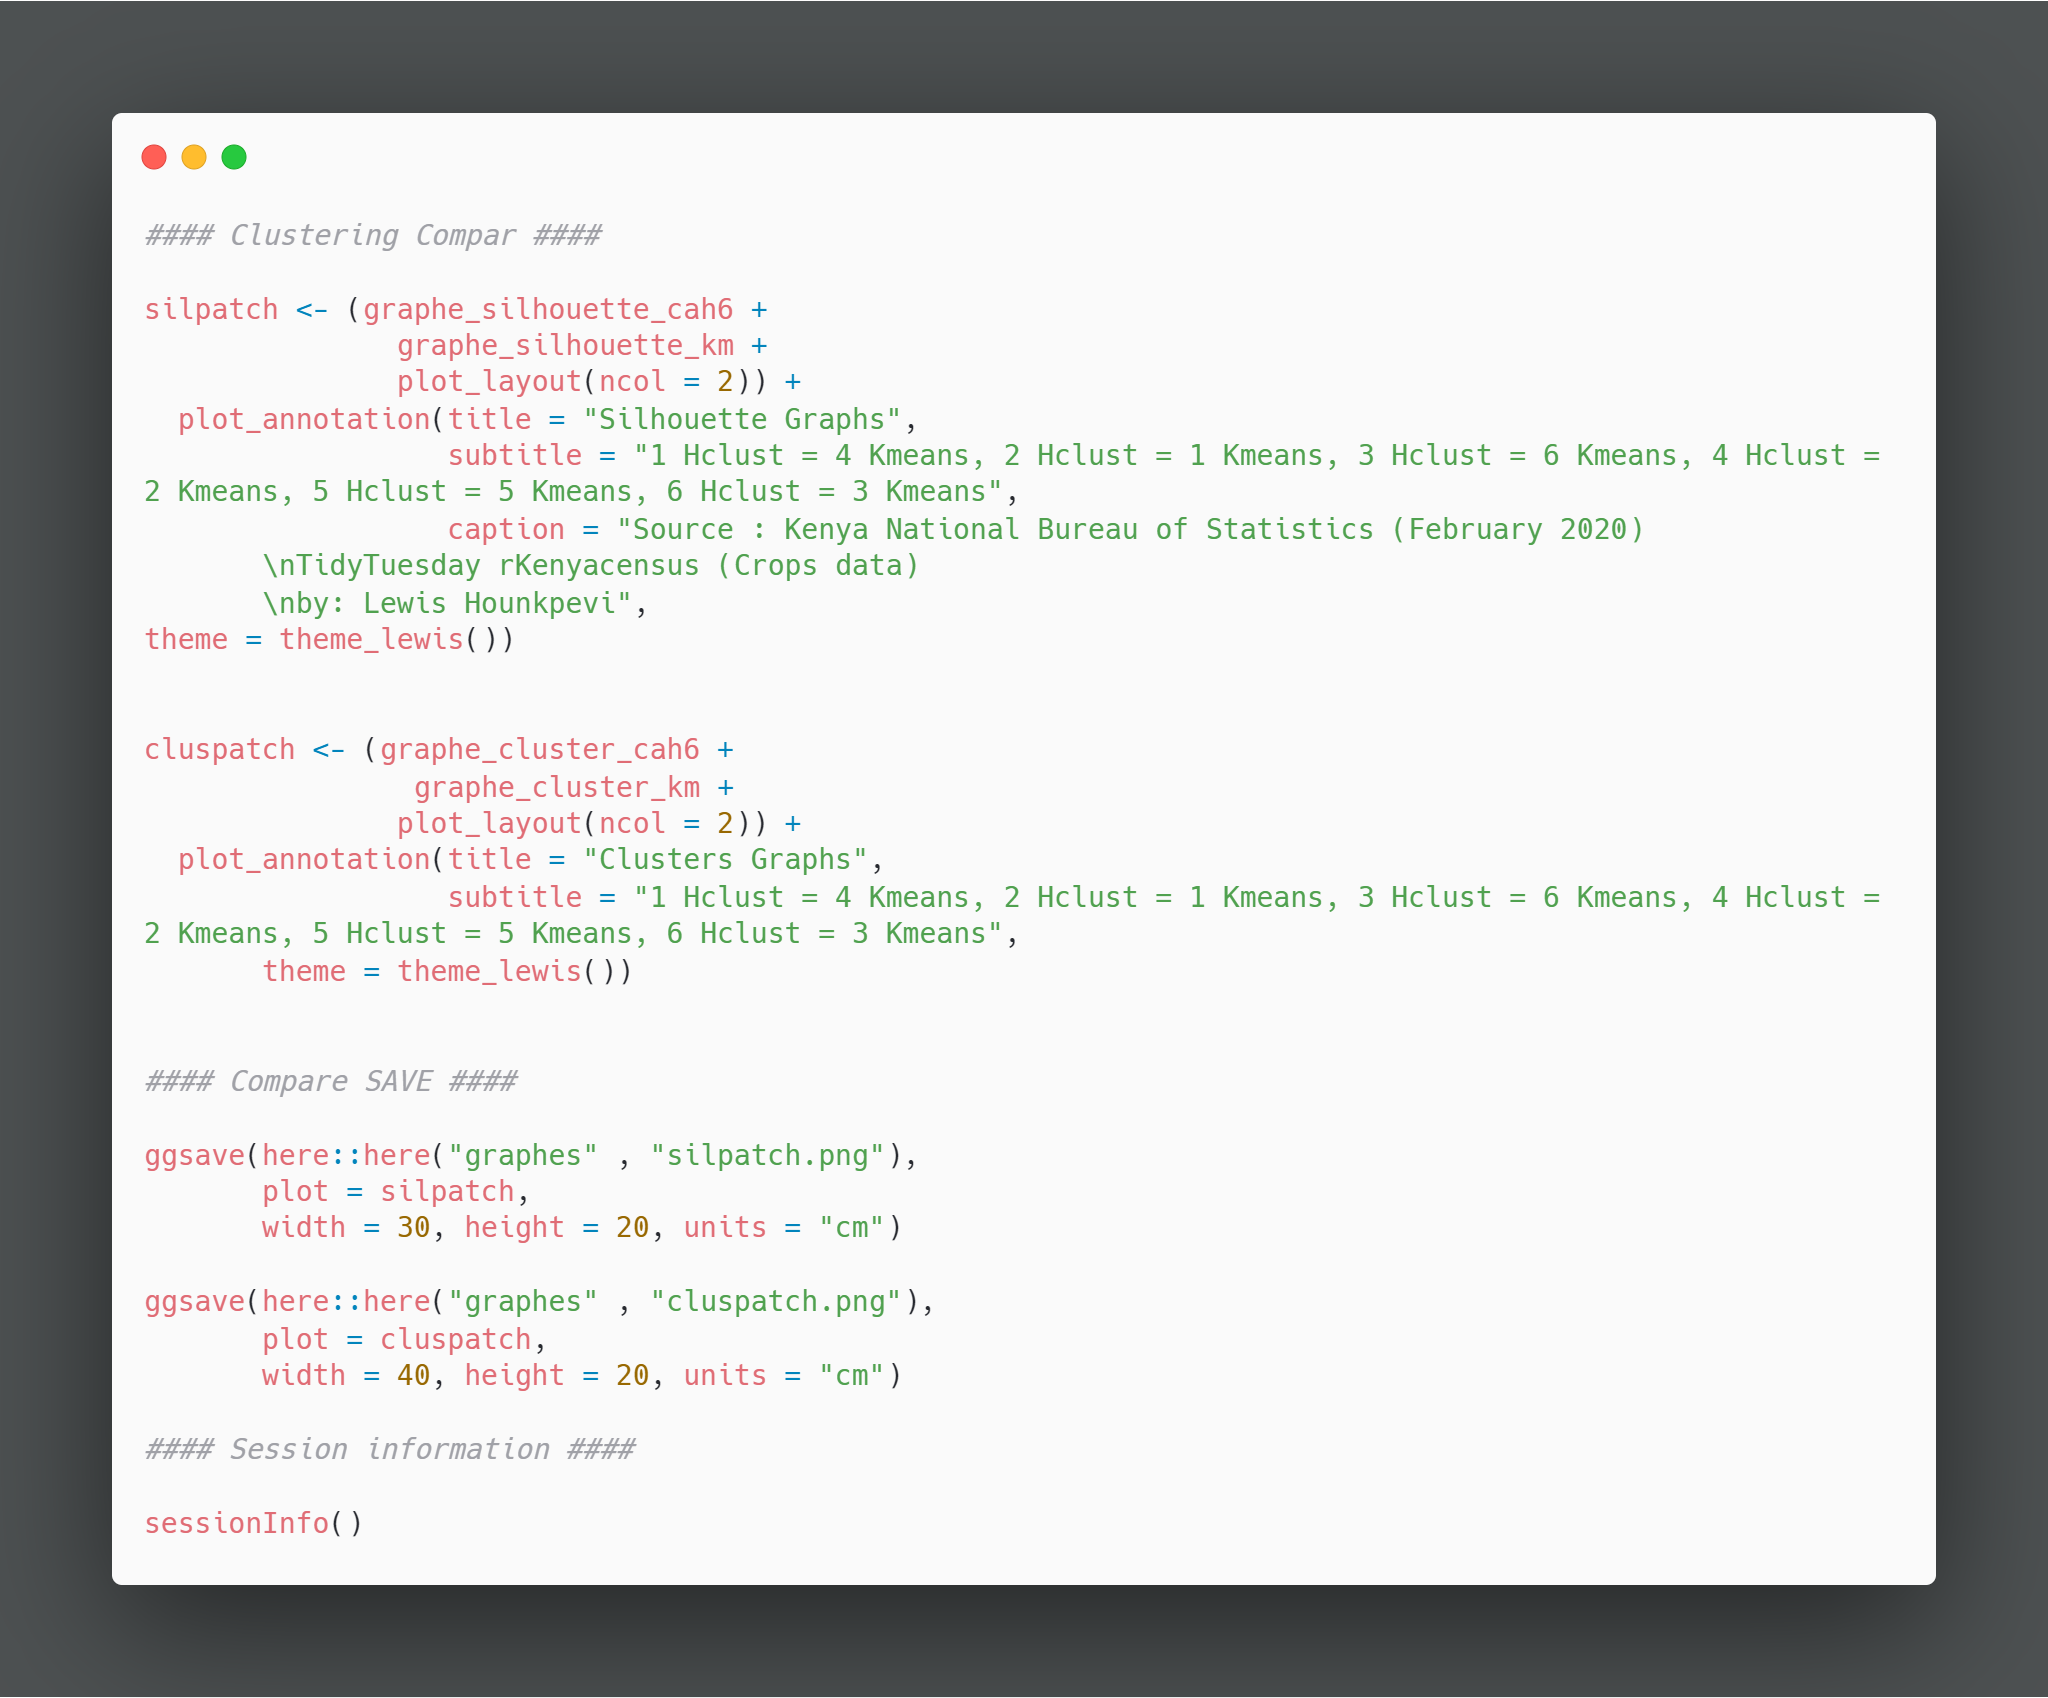 #### Clustering Compar ####
silpatch <- (graphe_silhouette_cah6 +
graphe_silhouette_km +
plot_layout(ncol = 2)) +
plot_annotation(title = "Silhouette Graphs",
subtitle = "1 Hclust = 4 Kmeans, 2 Hclust = 1 Kmeans, 3 Hclust = 6 Kmeans, 4 Hclust =
2 Kmeans, 5 Hclust = 5 Kmeans, 6 Hclust = 3 Kmeans",
caption = "Source : Kenya National Bureau of Statistics (February 2020)
\nTidyTuesday rKenyacensus (Crops data)
\nby: Lewis Hounkpevi",
theme = theme_lewis())
cluspatch <- (graphe_cluster_cah6 +
graphe_cluster_km +
plot_layout(ncol = 2)) +
plot_annotation(title = "Clusters Graphs",
subtitle = "1 Hclust = 4 Kmeans, 2 Hclust = 1 Kmeans, 3 Hclust = 6 Kmeans, 4 Hclust =
2 Kmeans, 5 Hclust = 5 Kmeans, 6 Hclust = 3 Kmeans",
theme = theme_lewis())
#### Compare SAVE ####
ggsave(here::here("graphes" , "silpatch.png"),
plot = silpatch,
width = 30, height = 20, units = "cm")
ggsave(here::here("graphes" , "cluspatch.png"),
plot = cluspatch,
width = 40, height = 20, units = "cm")
#### Session information ####
sessionInfo()